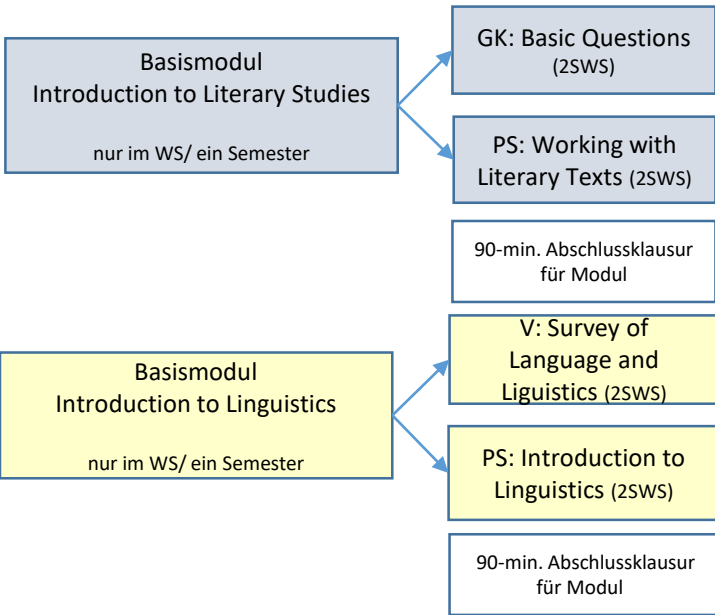 Basismodul
Introduction to Literary Studies
nur im WS/ ein Semester
GK: Basic Questions
(2SWS)
PS: Working with
Literary Texts (2SWS)
90-min. Abschlussklausur
für Modul
Basismodul
Introduction to Linguistics
nur im WS/ ein Semester
V: Survey of
Language and
Liguistics (2SWS)
PS: Introduction to
Linguistics (2SWS)
90-min. Abschlussklausur
für Modul